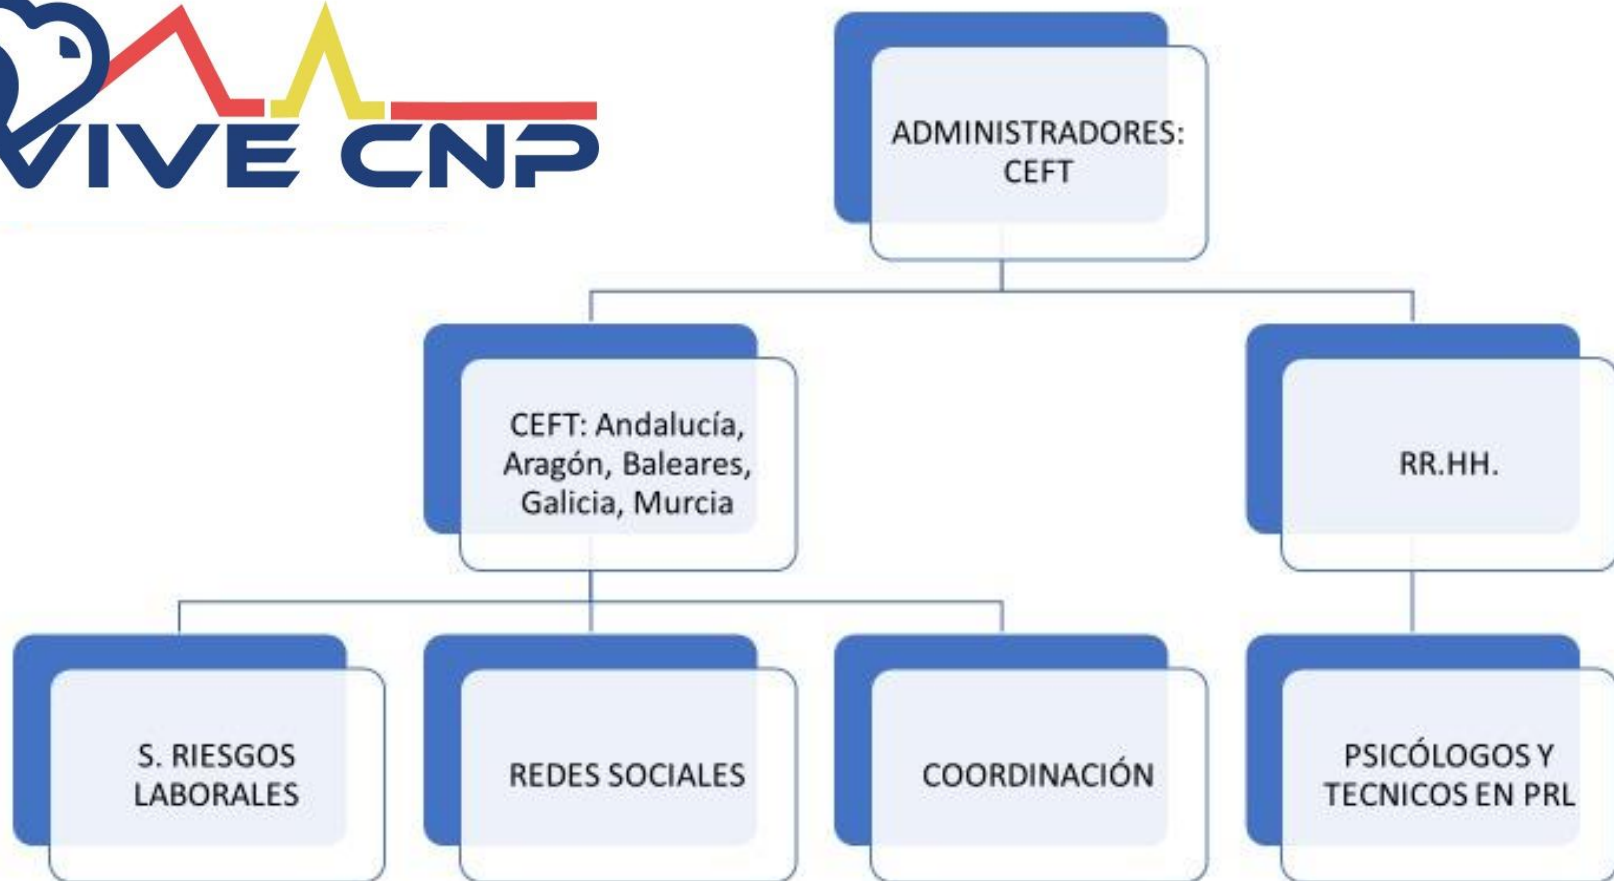 VIVE CNP
ADMINISTRADORES:
CEFT
CEFT: Andalucía,
Aragón, Baleares,
Galicia, Murcia
RR.HH.
S. RIESGOS
LABORALES
REDES SOCIALES
COORDINACIÓN
PSICÓLOGOS Y
TECNICOS EN PRL